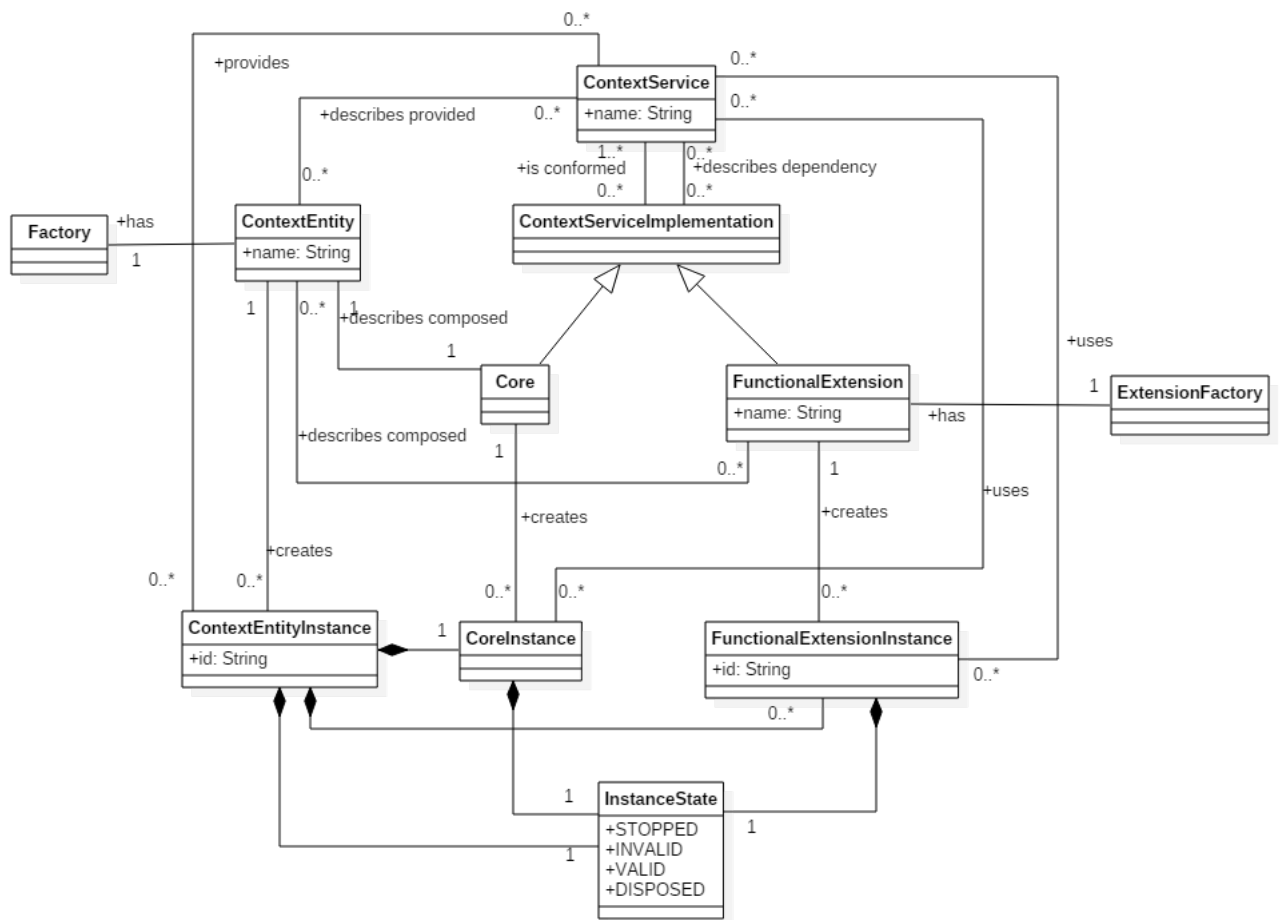 0..*
+provides
0..*
ContextService
+name: String
0..*
+describes provided
0..*
1..*
0..*
+is conformed
+describes dependency
0..*
0..*
0..*
ContextEntity
+name: String
ContextServiceImplementation
Factory
+has
1
1
0..*
1
+describes composed
1
+uses
Core
FunctionalExtension
+name: String
1
ExtensionFactory
+has
+describes composed
1
0..*
1
+uses
+creates
+creates
+creates
0..*
0..*
0..*
0..*
0..*
ContextEntityInstance
+id: String
1
CoreInstance
FunctionalExtensionInstance
+id: String
0..*
0..*
1
InstanceState
+STOPPED
+INVALID
+VALID
+DISPOSED
1
1